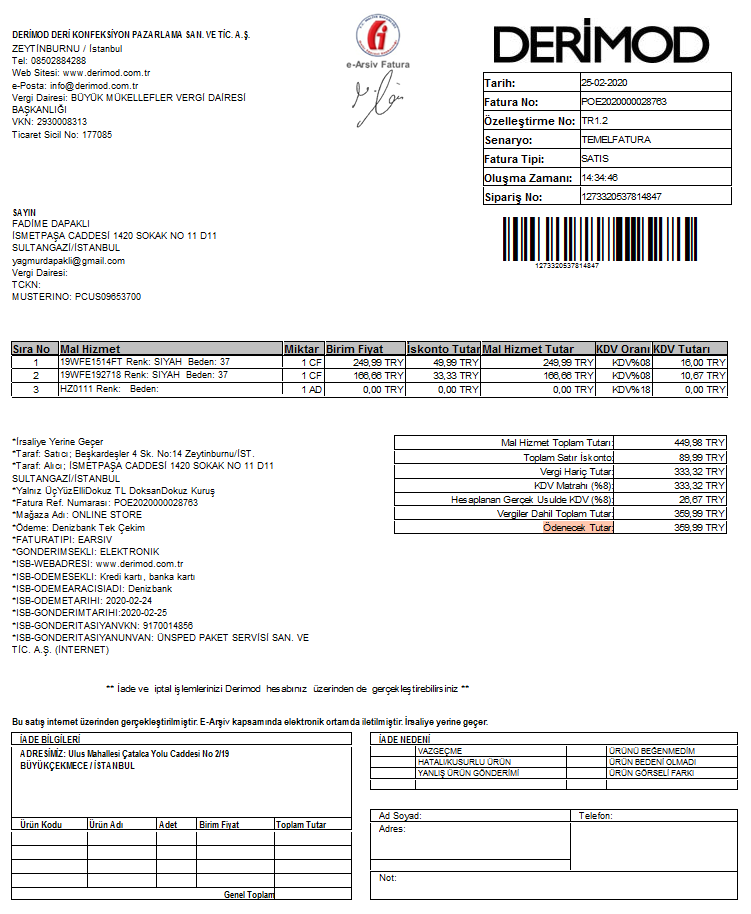 DERİMOD DERİ KONFEKSİYON PAZARLAMA SAN. VE TİC. A.Ş.
ZEYTİNBURNU / İstanbul
Tel: 08502884288
Web Sitesi: www.derimod.com.tr
e-Posta: info@derimod.com.tr
Vergi Dairesi: BÜYÜK MÜKELLEFLER VERGİ DAİRESİ
BAŞKANLIĞI
VKN: 2930008313
Ticaret Sicil No: 177085
e-Arsiv Fatura
DERİMOD
Tarih: 25-02-2020
Fatura No: POE2020000028763
Özelleştirme No: TR1.2
Senaryo: TEMELFATURA
Fatura Tipi: SATIS
Oluşma Zamanı: 14:34:46
Sipariş No: 1273320537814847
1273320537814847
SAYIN
FADİME DAPAKLI
İSMETPAŞA CADDESİ 1420 SOKAK NO 11 D11
SULTANGAZİ/İSTANBUL
yagmurdapakli@gmail.com
Vergi Dairesi:
TCKN:
MUSTERINO: PCUS09653700
Sıra No Mal Hizmet Miktar Birim Fiyat İskonto Tutar Mal Hizmet Tutar KDV Oranı KDV Tutarı
1 19WFE1514FT Renk: SIYAH Beden: 37 1 CF 249,99 TRY 49,99 TRY 249,99 TRY KDV%08 16,00 TRY
2 19WFE192718 Renk: SIYAH Beden: 37 1 CF 166,66 TRY 33,33 TRY 166,66 TRY KDV%08 10,67 TRY
3 HZ0111 Renk: Beden: 1 AD 0,00 TRY 0,00 TRY 0,00 TRY KDV%18 0,00 TRY
*İrsaliye Yerine Geçer
*Taraf: Satıcı; Beşkardeşler 4 Sk. No:14 Zeytinburnu/İST.
*Taraf: Alıcı; İSMETPAŞA CADDESİ 1420 SOKAK NO 11 D11
SULTANGAZİ/İSTANBUL
*Yalnız ÜçYüzElliDokuz TL DoksanDokuz Kuruş
*Fatura Ref. Numarası: POE2020000028763
*Mağaza Adı: ONLINE STORE
*Ödeme: Denizbank Tek Çekim
*FATURATIPI: EARSIV
*GONDERIMSEKLI: ELEKTRONIK
*ISB-WEBADRESI: www.derimod.com.tr
*ISB-ODEMESEKLI: Kredi kartı, banka kartı
*ISB-ODEMEARACISIADI: Denizbank
*ISB-ODEMETARIHI: 2020-02-24
*ISB-GONDERIMTARIHI:2020-02-25
*ISB-GONDERITASIYANVKN: 9170014856
*ISB-GONDERITASIYANUNVAN: ÜNSPED PAKET SERVİSİ SAN. VE
TİC. A.Ş. (İNTERNET)
Mal Hizmet Toplam Tutarı: 449,98 TRY
Toplam Satır İskonto: 89,99 TRY
Vergi Hariç Tutar: 333,32 TRY
KDV Matrahı (%8): 333,32 TRY
Hesaplanan Gerçek Usulde KDV (%8): 26,67 TRY
Vergiler Dahil Toplam Tutar: 359,99 TRY
Ödenecek Tutar: 359,99 TRY
** İade ve iptal işlemlerinizi Derimod hesabınız üzerinden de gerçekleştirebilirsiniz **
Bu satış internet üzerinden gerçekleştirilmiştir. E-Arşiv kapsamında elektronik ortamda iletilmiştir. İrsaliye yerine geçer.
İADE BİLGİLERİ
ADRESİMİZ: Ulus Mahallesi Çatalca Yolu Caddesi No 2/19
BÜYÜKÇEKMECE / İSTANBUL
Ürün Kodu Ürün Adı Adet Birim Fiyat Toplam Tutar
Genel Toplam
İADE NEDENİ
VAZGEÇME ÜRÜNÜ BEĞENMEDİM
HATALI/KUSURLU ÜRÜN ÜRÜN BEDENİ OLMADI
YANLIŞ ÜRÜN GÖNDERİMİ ÜRÜN GÖRSELİ FARKI
Ad Soyad: Telefon:
Adres:
Not: